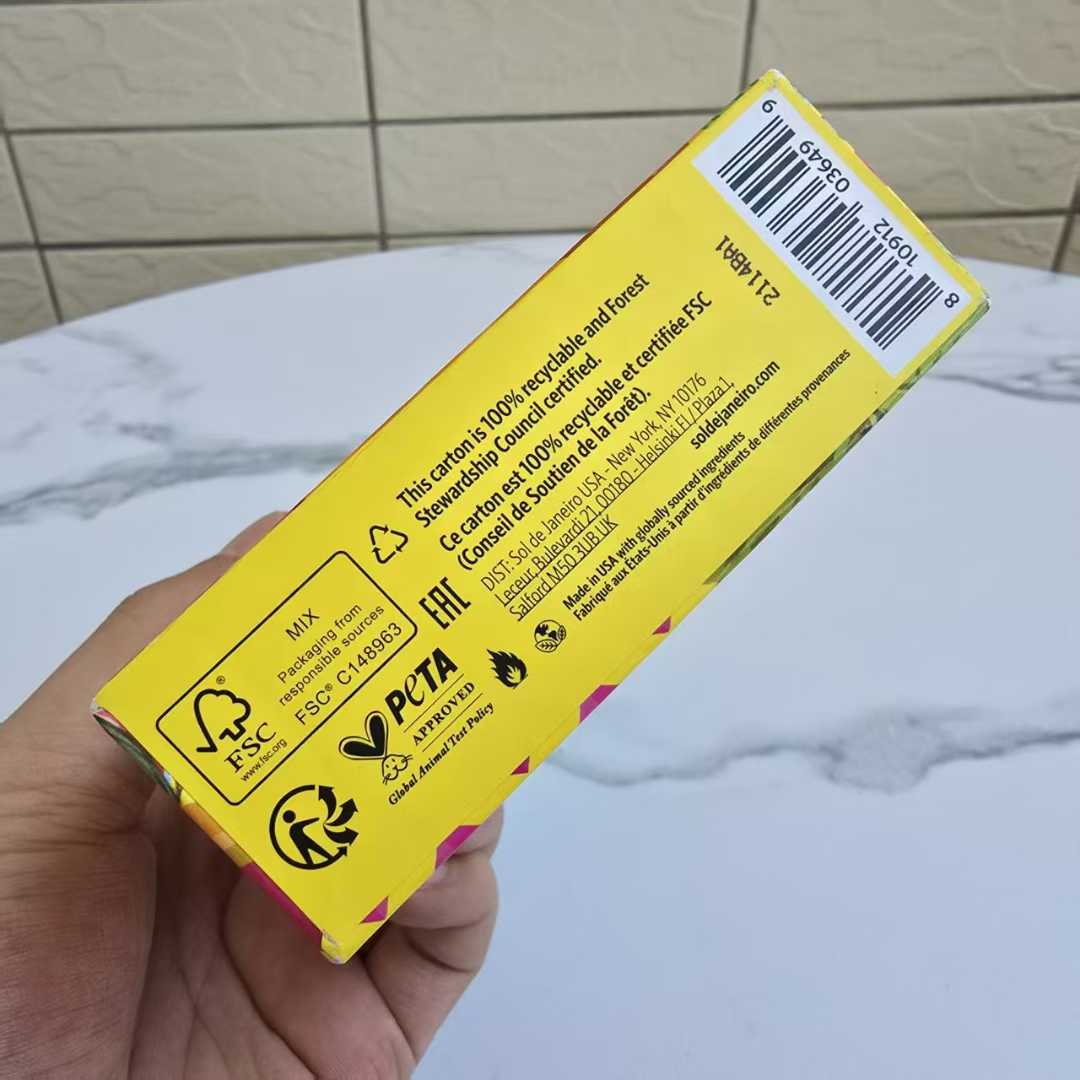 This carton is 100% recyclable and Forest
Stewardship Council certified.
Ce carton est 100% recyclable et certifiée FSC
(Conseil de Soutien de la Forêt).
DIST: Sol de Janeiro USA - New York, NY 10176
Leceur, Bulevardi 21, 00180 - Helsinki FI / Plaza 1,
Salford M50 3UB UK
soldejaneiro.com
Made in USA with globally sourced ingredients
Fabriqué aux États-Unis à partir d'ingrédients de différentes provenances
2114BA1
8 10912 03649 9
MIX
Packaging from
responsible sources
FSC® C148963
®
FSC
www.fsc.org
EAC
PETA
APPROVED
Global Animal Test Policy